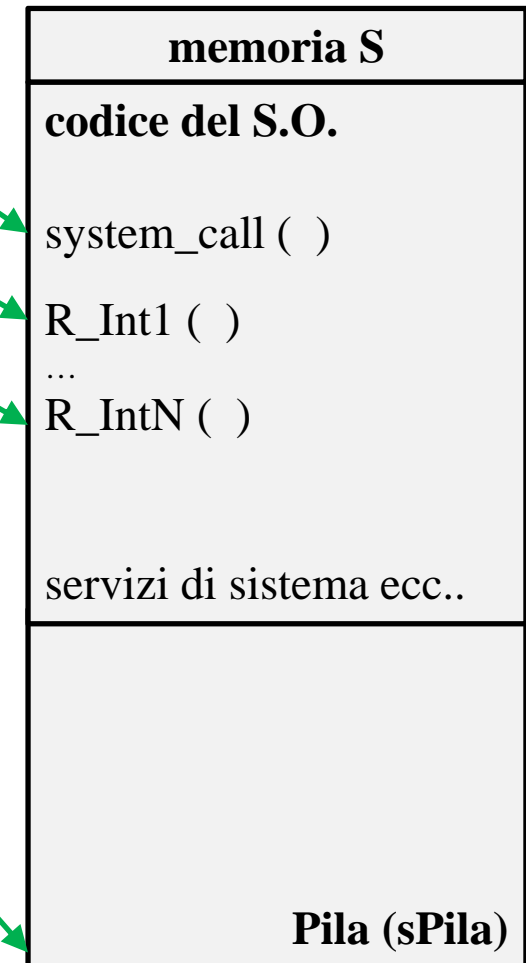 memoria S
codice del S.O.
system_call ( )
R_Int1 ( )
…
R_IntN ( )
servizi di sistema ecc..
Pila (sPila)